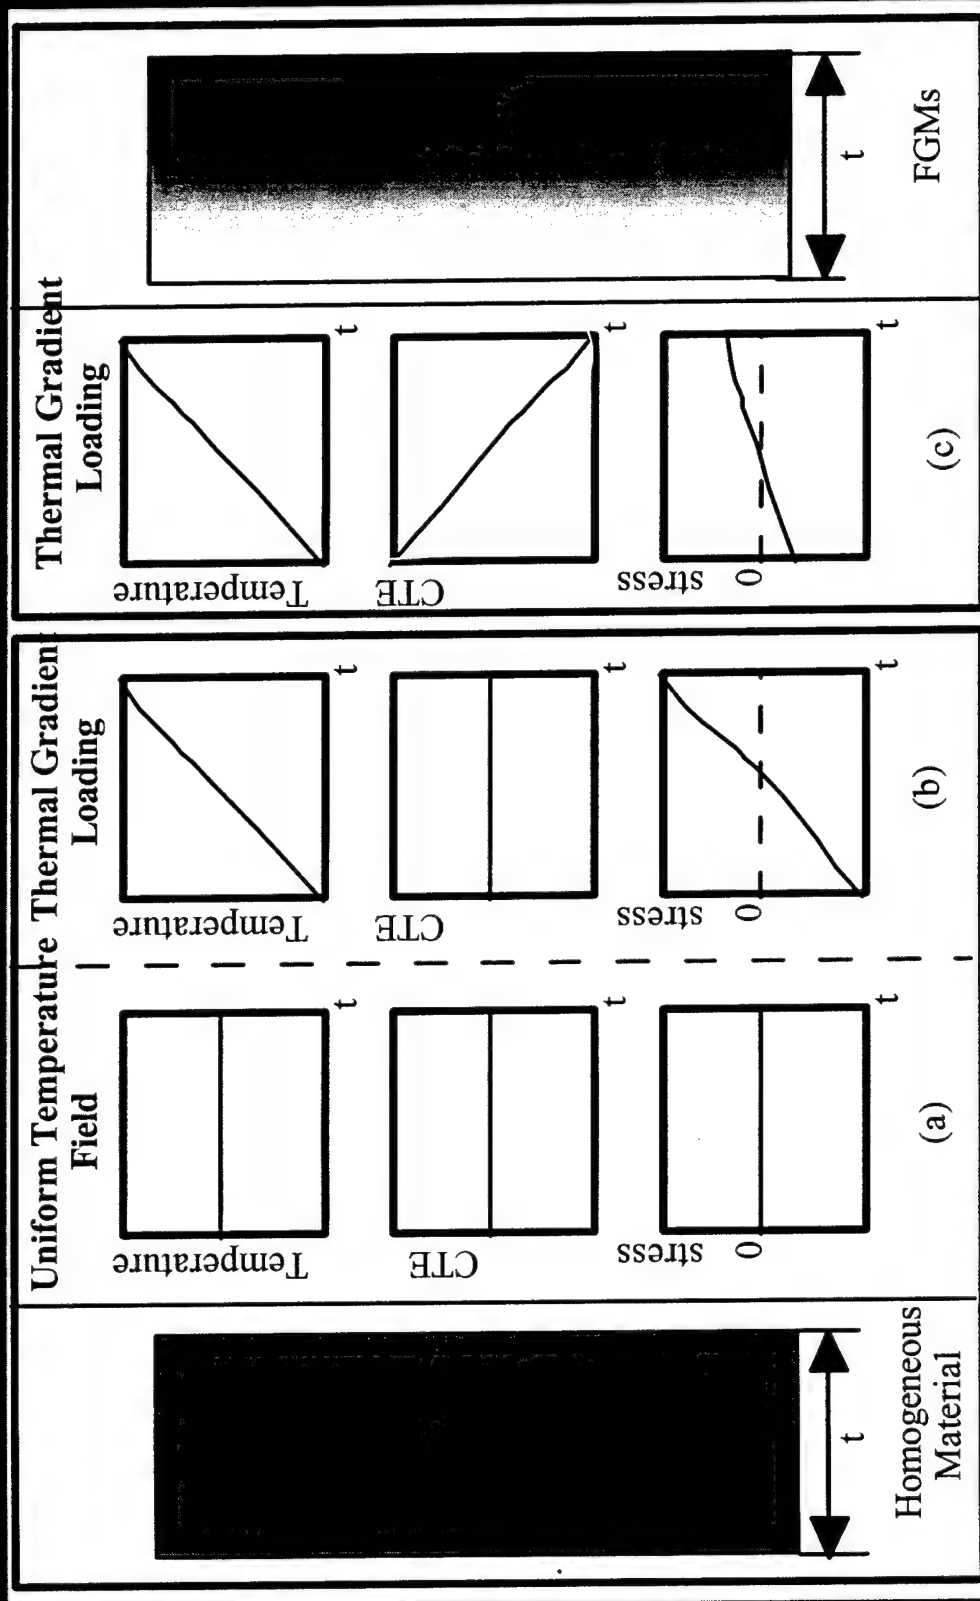 Homogeneous
Material
t
Uniform Temperature
Field
Temperature
t
CTE
t
stress
0
t
(a)
Thermal Gradient
Loading
Temperature
t
CTE
t
stress
0
t
(b)
Thermal Gradient
Loading
Temperature
t
CTE
t
stress
0
t
(c)
t
FGMs